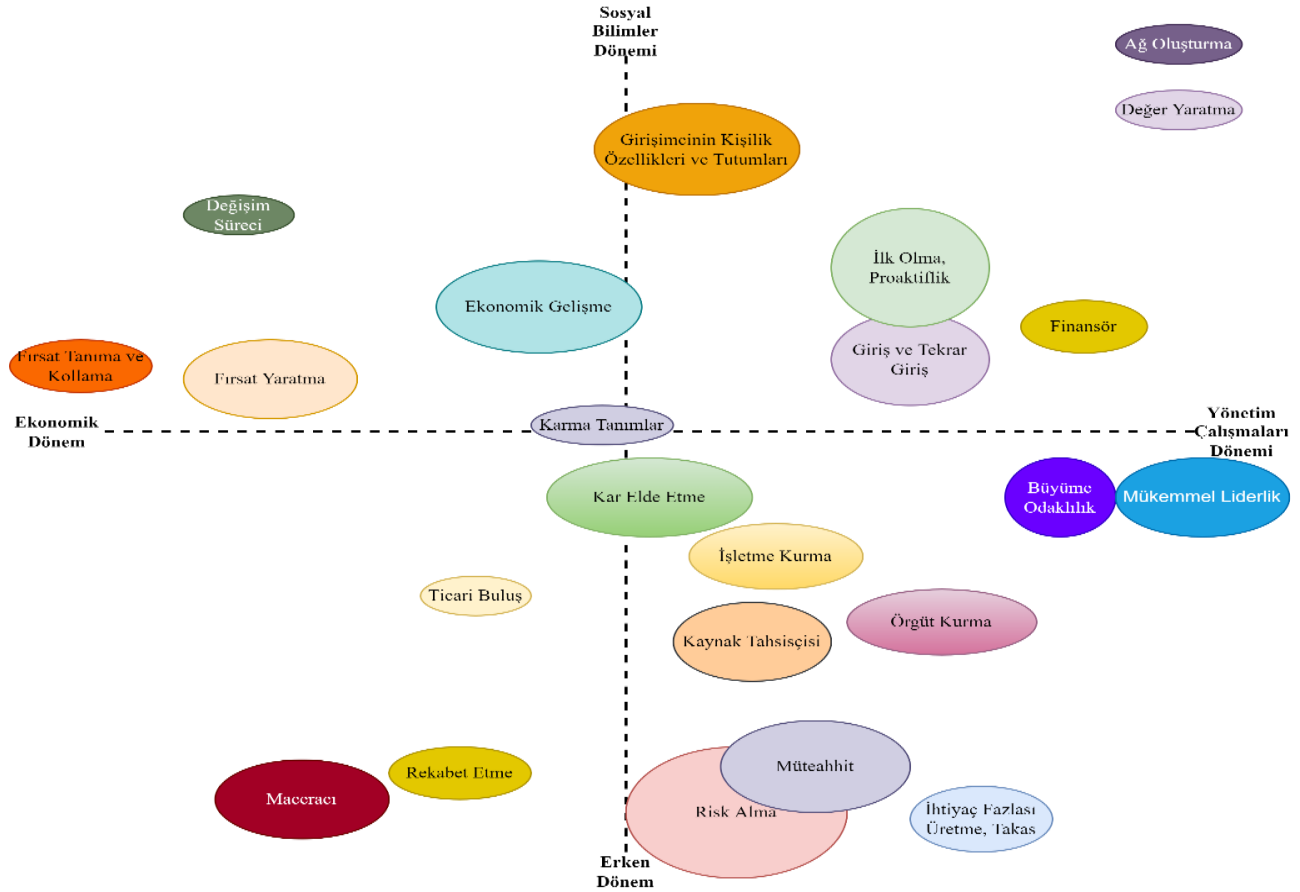 Sosyal
Bilimler
Dönemi
Ağ Oluşturma
Değer Yaratma
Girişimcinin Kişilik
Özellikleri ve Tutumları
Değişim
Süreci
İlk Olma,
Proaktiflik
Ekonomik Gelişme
Finansör
Fırsat Tanıma ve
Kollama
Fırsat Yaratma
Giriş ve Tekrar
Giriş
Ekonomik
Dönem
Karma Tanımlar
Yönetim
Çalışmaları
Dönemi
Kar Elde Etme
Büyüme
Odaklılık
Mükemmel Liderlik
İşletme Kurma
Ticari Buluş
Kaynak Tahsisçisi
Örgüt Kurma
Maceracı
Rekabet Etme
Müteahhit
Risk Alma
İhtiyaç Fazlası
Üretme, Takas
Erken
Dönem